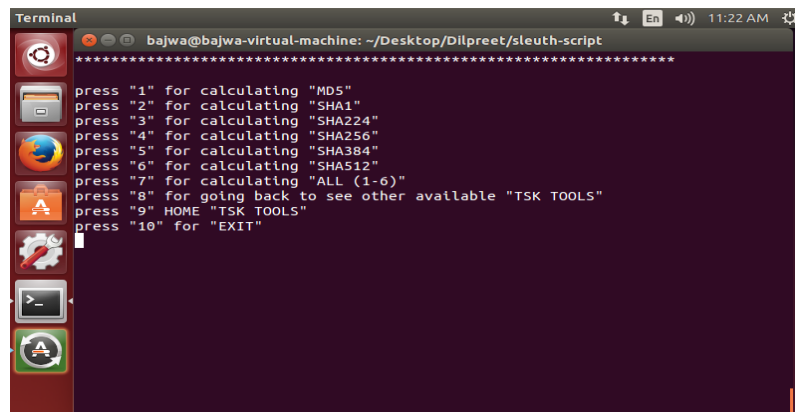 Terminal
En
11:22 AM
bajwa@bajwa-virtual-machine: ~/Desktop/Dilpreet/sleuth-script
*******************************************************************
press "1" for calculating "MD5"
press "2" for calculating "SHA1"
press "3" for calculating "SHA224"
press "4" for calculating "SHA256"
press "5" for calculating "SHA384"
press "6" for calculating "SHA512"
press "7" for calculating "ALL (1-6)"
press "8" for going back to see other available "TSK TOOLS"
press "9" HOME "TSK TOOLS"
press "10" for "EXIT"